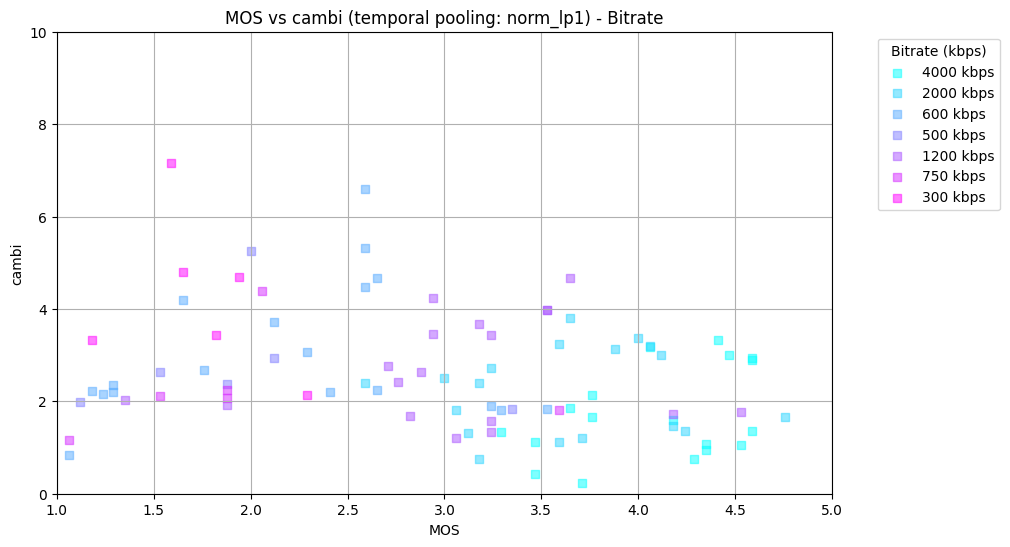 MOS vs cambi (temporal pooling: norm_lp1) - Bitrate
10
8
6
4
2
0
cambi
1.0 1.5 2.0 2.5 3.0 3.5 4.0 4.5 5.0
MOS
Bitrate (kbps)
4000 kbps
2000 kbps
600 kbps
500 kbps
1200 kbps
750 kbps
300 kbps